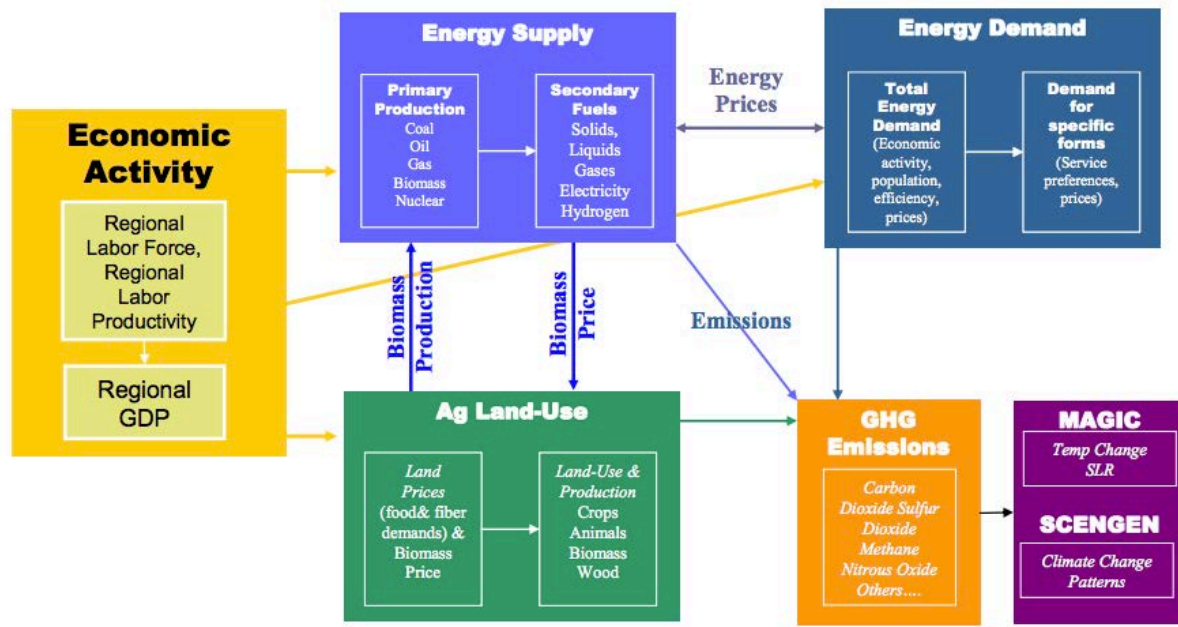 Economic
Activity
Regional
Labor Force,
Regional
Labor
Productivity
Regional
GDP
Energy Supply
Primary
Production
Coal
Oil
Gas
Biomass
Nuclear
Secondary
Fuels
Solids,
Liquids
Gases
Electricity
Hydrogen
Energy
Prices
Energy Demand
Total
Energy
Demand
(Economic
activity,
population,
efficiency,
prices)
Demand
for
specific
forms
(Service
preferences,
prices)
Biomass
Production
Biomass
Price
Emissions
Ag Land-Use
Land
Prices
(food& fiber
demands) &
Biomass
Price
Land-Use &
Production
Crops
Animals
Biomass
Wood
GHG
Emissions
Carbon
Dioxide Sulfur
Dioxide
Methane
Nitrous Oxide
Others….
MAGIC
Temp Change
SLR
SCENGEN
Climate Change
Patterns